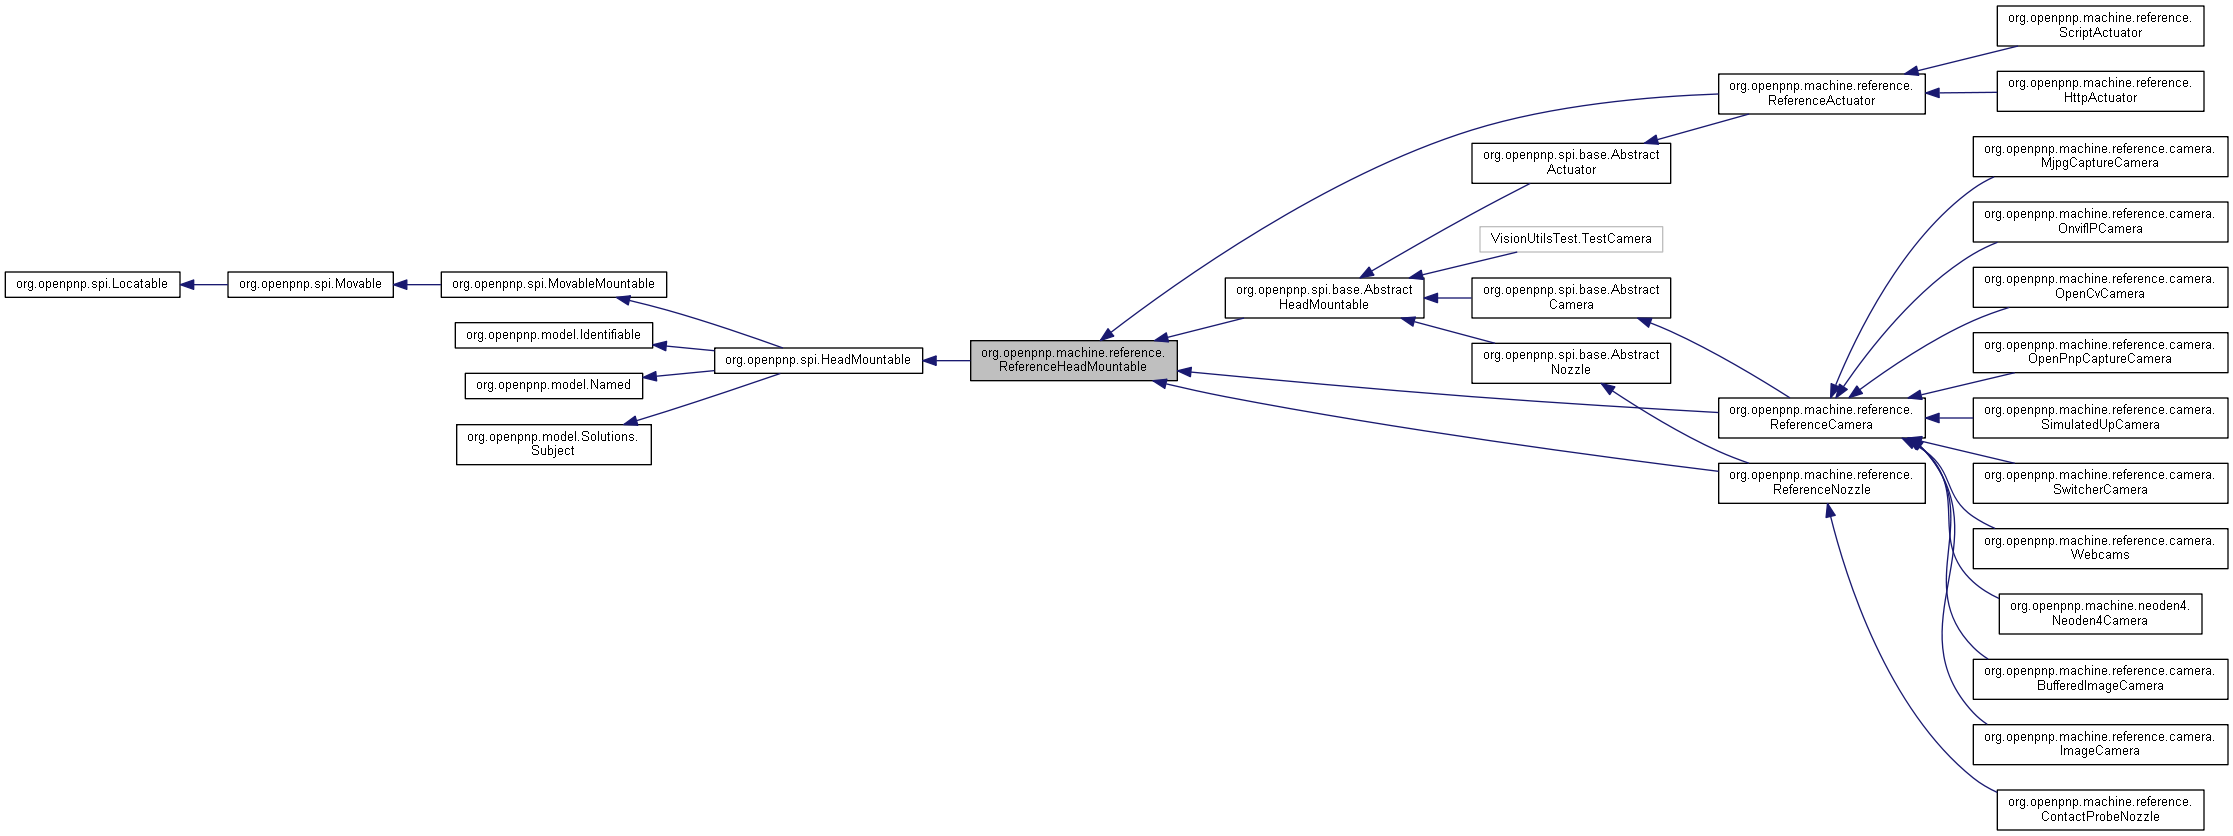 org.openpnp.spi.Locatable
org.openpnp.spi.Movable
org.openpnp.spi.MovableMountable
org.openpnp.model.Identifiable
org.openpnp.model.Named
org.openpnp.model.Solutions.
Subject
org.openpnp.spi.HeadMountable
org.openpnp.machine.reference.
ReferenceHeadMountable
org.openpnp.spi.base.Abstract
HeadMountable
org.openpnp.spi.base.Abstract
Actuator
VisionUtilsTest.TestCamera
org.openpnp.spi.base.Abstract
Camera
org.openpnp.spi.base.Abstract
Nozzle
org.openpnp.machine.reference.
ReferenceActuator
org.openpnp.machine.reference.
ReferenceCamera
org.openpnp.machine.reference.
ReferenceNozzle
org.openpnp.machine.reference.
ScriptActuator
org.openpnp.machine.reference.
HttpActuator
org.openpnp.machine.reference.camera.
MjpgCaptureCamera
org.openpnp.machine.reference.camera.
OnvifIPCamera
org.openpnp.machine.reference.camera.
OpenCvCamera
org.openpnp.machine.reference.camera.
OpenPnpCaptureCamera
org.openpnp.machine.reference.camera.
SimulatedUpCamera
org.openpnp.machine.reference.camera.
SwitcherCamera
org.openpnp.machine.reference.camera.
Webcams
org.openpnp.machine.neoden4.
Neoden4Camera
org.openpnp.machine.reference.camera.
BufferedImageCamera
org.openpnp.machine.reference.camera.
ImageCamera
org.openpnp.machine.reference.
ContactProbeNozzle